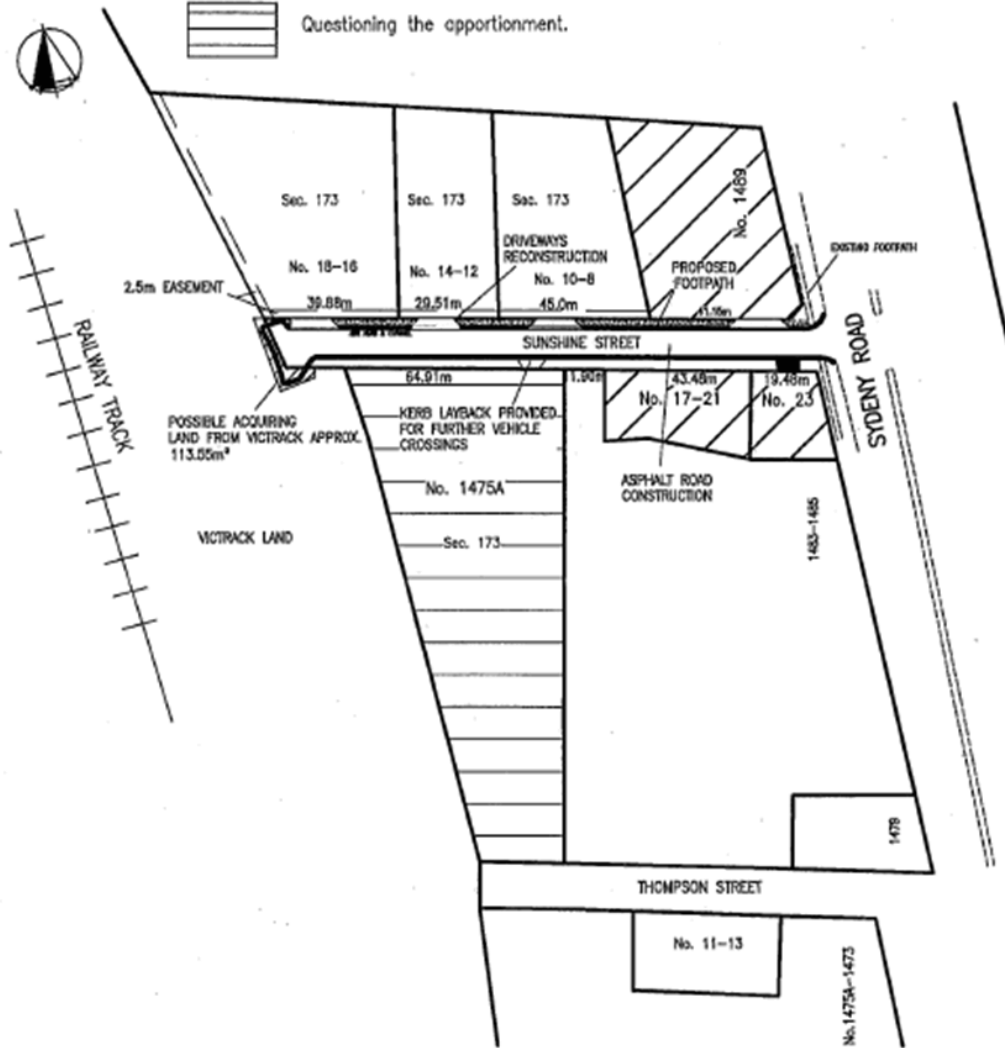 Questioning the apportionment.
Sec. 173
Sec. 173
Sec. 173
No. 1489
DRIVEWAYS
RECONSTRUCTION
EXISTING FOOTPATH
No. 18-16
No. 14-12
No. 10-8
PROPOSED
FOOTPATH
2.5m EASEMENT
39.88m
29.51m
45.0m
SUNSHINE STREET
RAILWAY TRACK
SYDENY ROAD
64.91m
1.90m
43.48m
19.48m
No. 17-21
No. 23
POSSIBLE ACQUIRING
LAND FROM VICTRACK APPROX.
113.55m²
KERB LAYBACK PROVIDED
FOR FURTHER VEHICLE
CROSSINGS
No. 1475A
ASPHALT ROAD
CONSTRUCTION
VICTRACK LAND
Sec. 173
1483-1485
1479
THOMPSON STREET
No. 11-13
No.1475A-1473